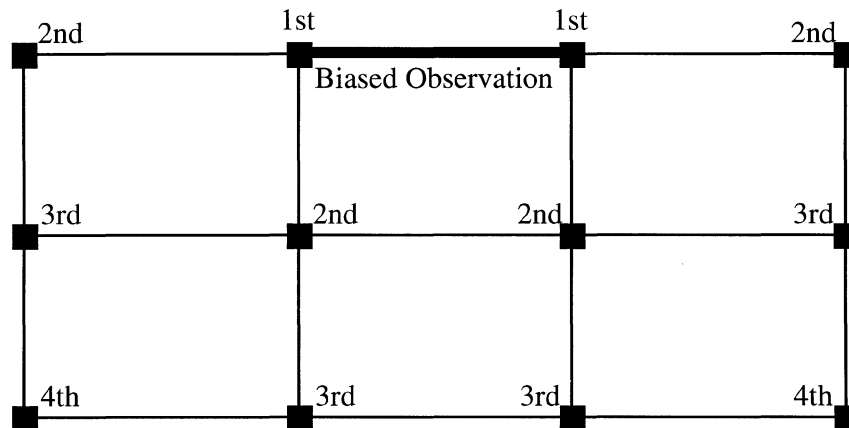 2nd 1st 1st 2nd
Biased Observation
3rd 2nd 2nd 3rd
4th 3rd 3rd 4th